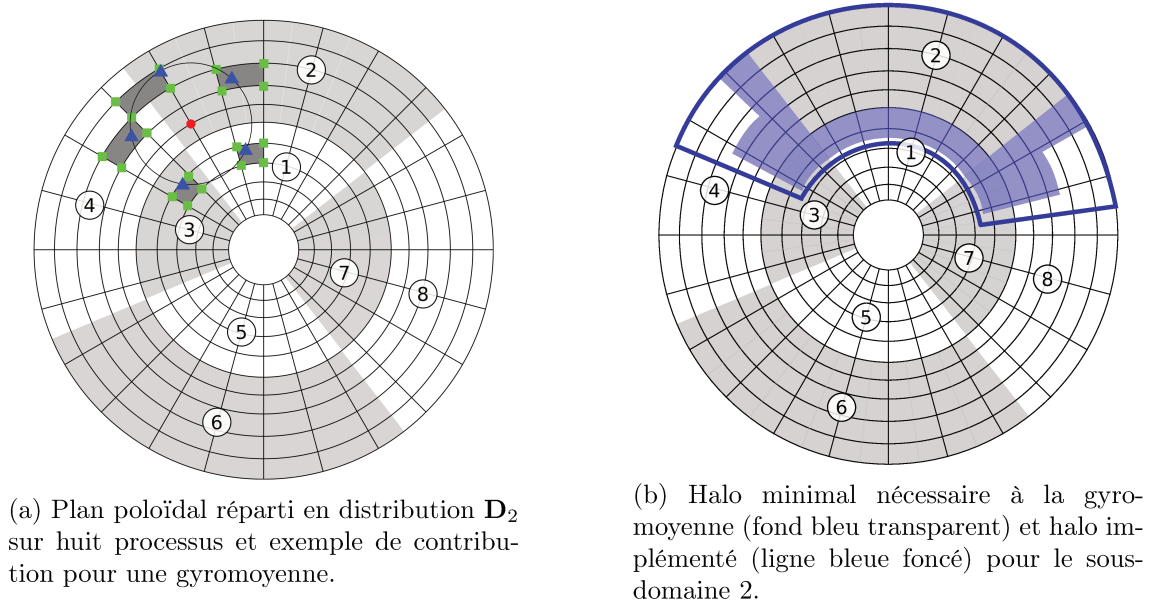 2
1
4
3
7
8
5
6
(a) Plan poloïdal réparti en distribution D₂
sur huit processus et exemple de contribu-
tion pour une gyromoyenne.
2
1
4
3
7
8
5
6
(b) Halo minimal nécessaire à la gyro-
moyenne (fond bleu transparent) et halo im-
plémenté (ligne bleue foncé) pour le sous-
domaine 2.